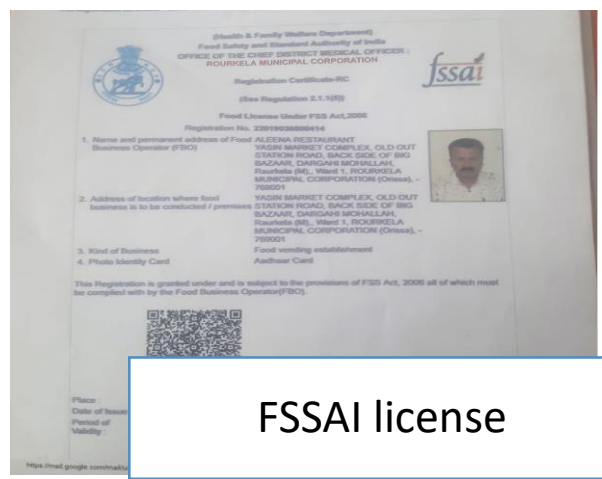 (Health & Family Welfare Department)
Food Safety and Standard Authority of India
OFFICE OF THE CHIEF DISTRICT MEDICAL OFFICER :
ROURKELA MUNICIPAL CORPORATION
fssai
Registration Certificate-RC
(See Regulation 2.1.1(5))
Food License Under FSS Act,2006
Registration No.
1. Name and permanent address of Food Business Operator (FBO)
ALEENA RESTAURANT
YASIN MARKET COMPLEX, OLD OUT
STATION ROAD, BACK SIDE OF BIG
BAZAAR, DARGAHI MOHALLAH,
Rourkela (M),, Ward 1, ROURKELA
MUNICIPAL CORPORATION (Orissa), -
769001
2. Address of location where food
business is to be conducted / premises
YASIN MARKET COMPLEX, OLD OUT
STATION ROAD, BACK SIDE OF BIG
BAZAAR, DARGAHI MOHALLAH,
Rourkela (M),, Ward 1, ROURKELA
MUNICIPAL CORPORATION (Orissa), -
769001
3. Kind of Business Food vending establishment
4. Photo Identity Card Aadhaar Card
This Registration is granted under and is subject to the provisions of FSS Act, 2006 all of which must
be complied with by the Food Business Operator(FBO).
Place :
Date of Issue
Period of
Validity :
FSSAI license